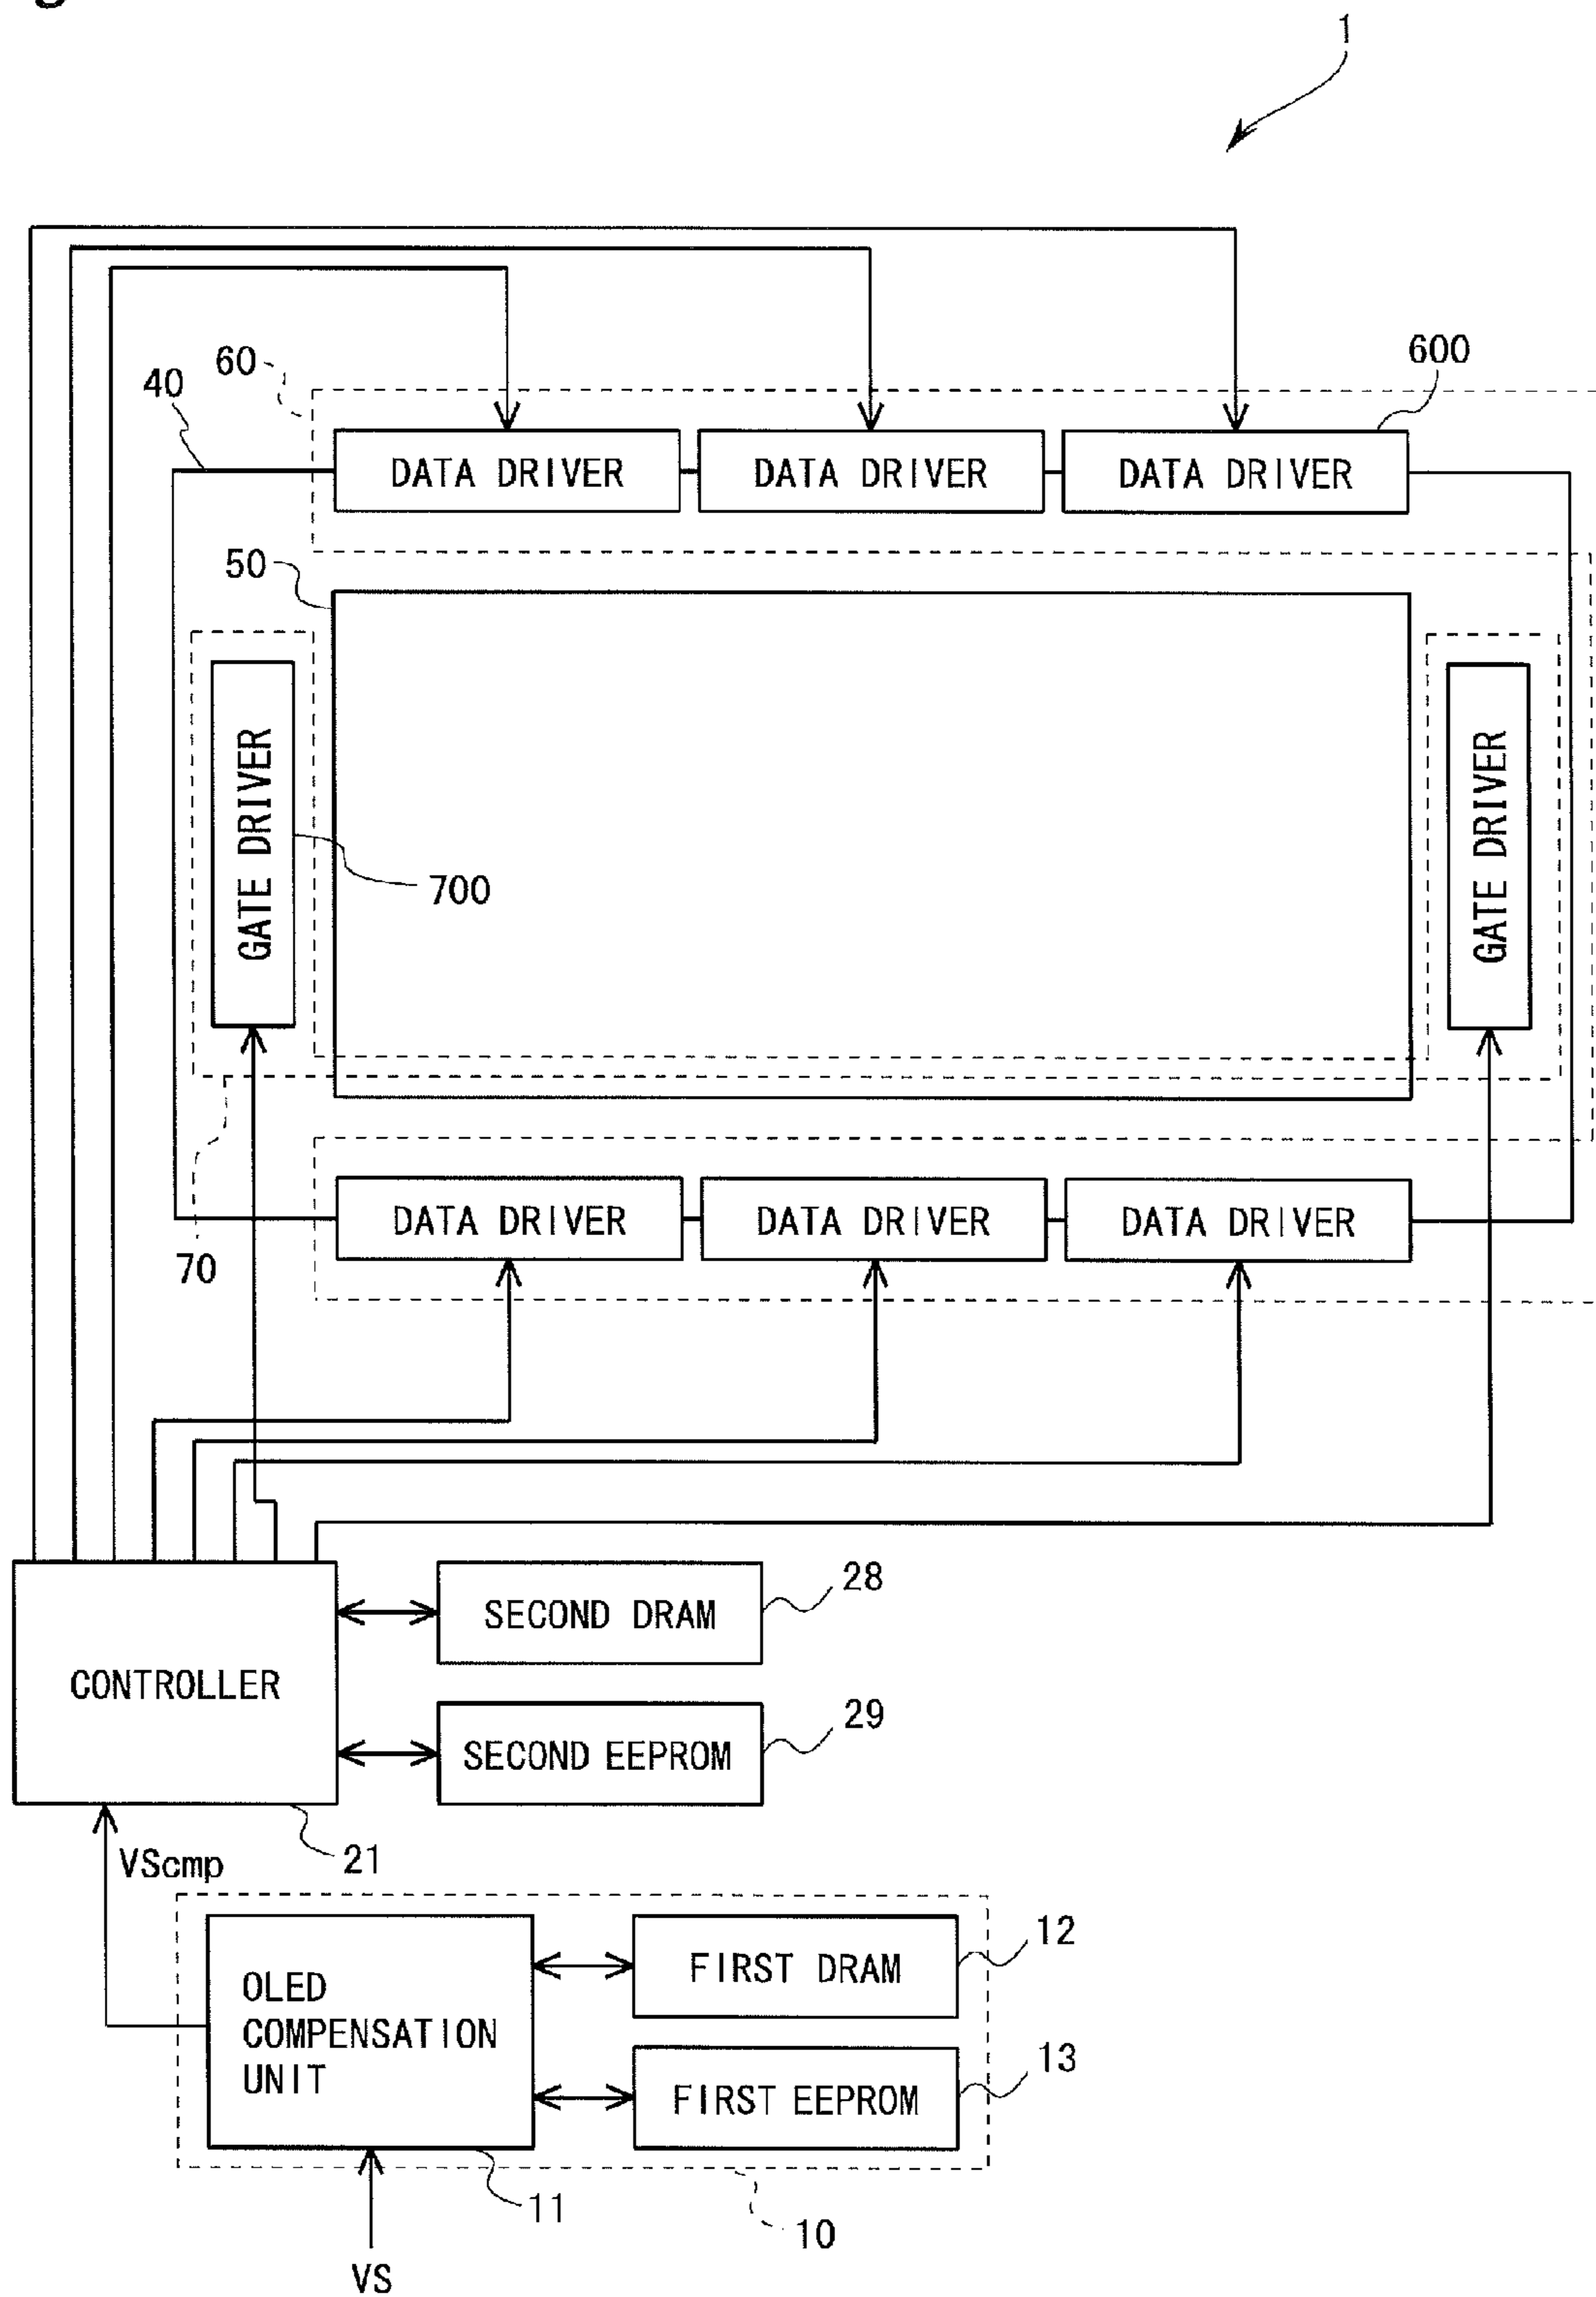 1
60
600
40
DATA DRIVER
DATA DRIVER
DATA DRIVER
50
GATE DRIVER
GATE DRIVER
700
DATA DRIVER
DATA DRIVER
DATA DRIVER
70
28
SECOND DRAM
CONTROLLER
29
SECOND EEPROM
VScmp
21
12
FIRST DRAM
OLED
COMPENSATION
UNIT
13
FIRST EEPROM
11
10
VS